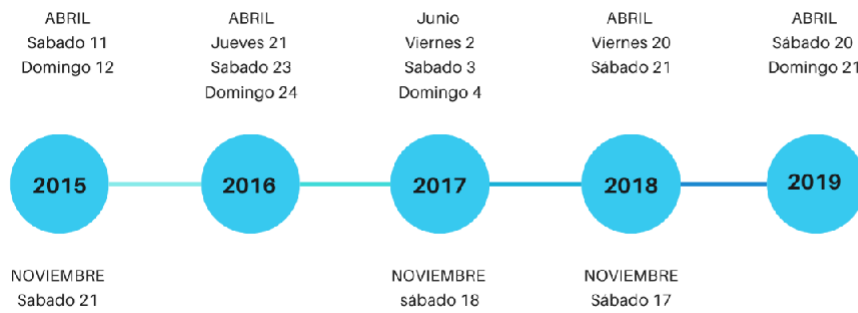 ABRIL
Sabado 11
Domingo 12
ABRIL
Jueves 21
Sabado 23
Domingo 24
Junio
Viernes 2
Sabado 3
Domingo 4
ABRIL
Viernes 20
Sábado 21
ABRIL
Sábado 20
Domingo 21
2015
2016
2017
2018
2019
NOVIEMBRE
Sabado 21
NOVIEMBRE
sábado 18
NOVIEMBRE
Sábado 17